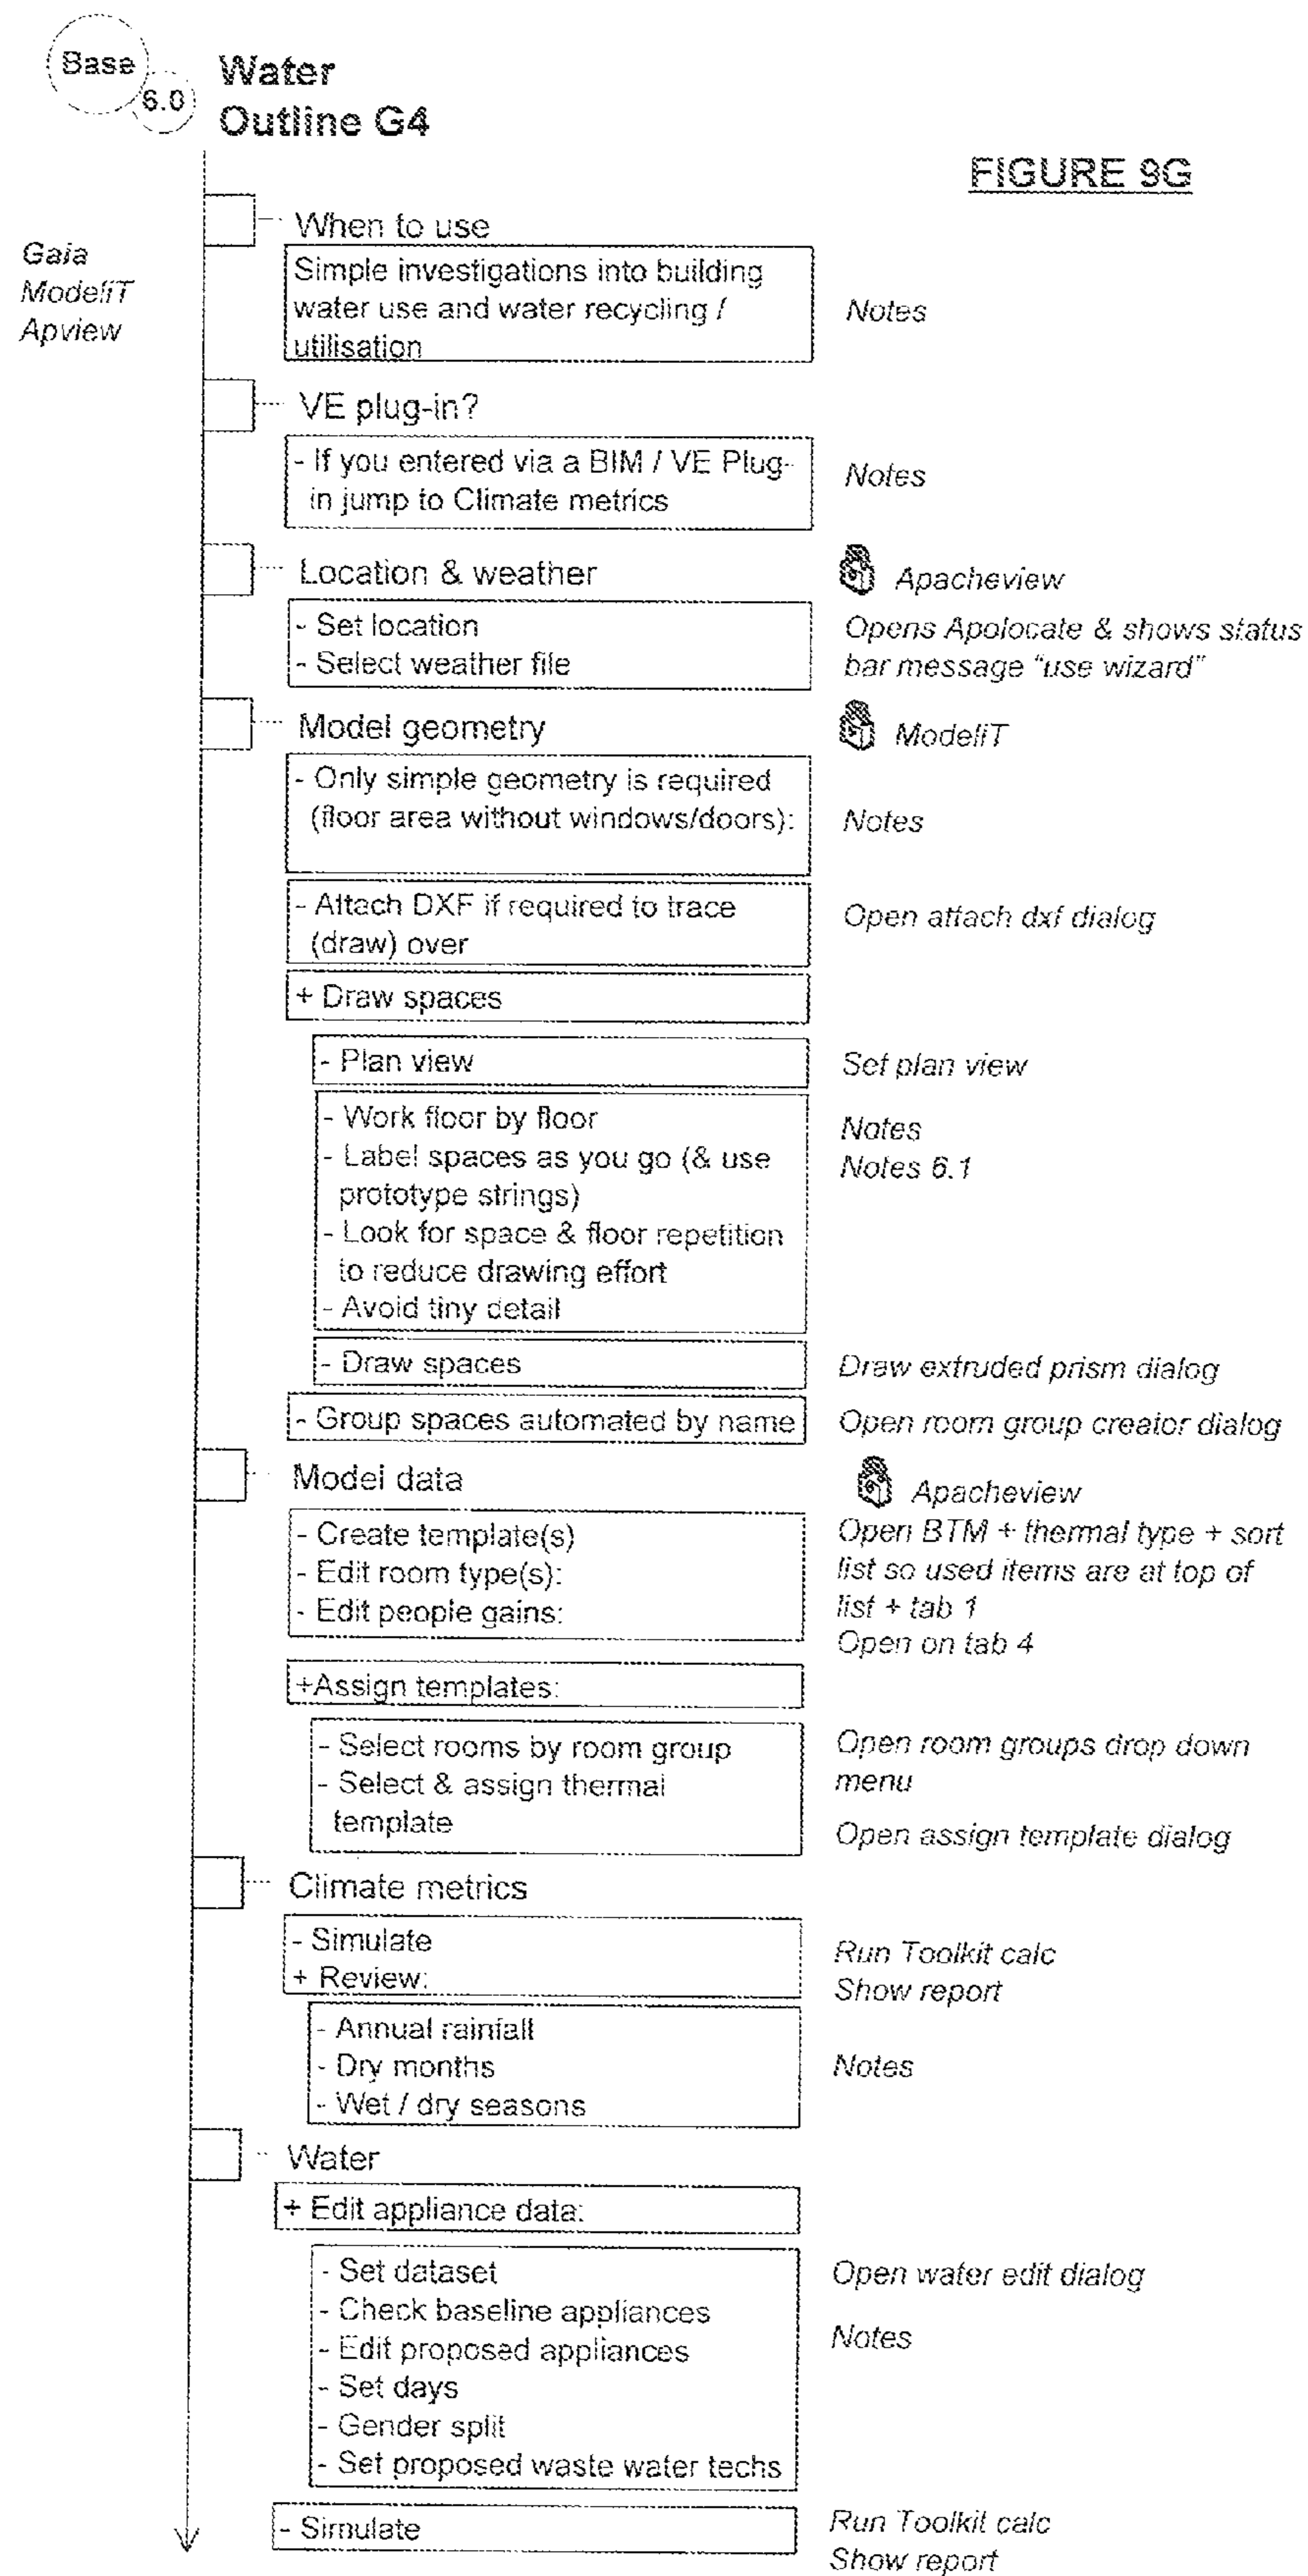 Base
6.0
Water
Outline G4
FIGURE 9G
Gaia
ModeliT
Apview
When to use
Simple investigations into building
water use and water recycling /
utilisation
Notes
VE plug-in?
- If you entered via a BIM / VE Plug-
in jump to Climate metrics
Notes
Location & weather
Apacheview
- Set location
- Select weather file
Opens Apolocate & shows status
bar message "use wizard"
Model geometry
ModeliT
- Only simple geometry is required
(floor area without windows/doors):
Notes
- Attach DXF if required to trace
(draw) over
Open attach dxf dialog
+ Draw spaces
- Plan view
Set plan view
- Work floor by floor
- Label spaces as you go (& use
prototype strings)
- Look for space & floor repetition
to reduce drawing effort
- Avoid tiny detail
Notes
Notes 6.1
- Draw spaces
Draw extruded prism dialog
- Group spaces automated by name
Open room group creator dialog
Model data
Apacheview
- Create template(s)
- Edit room type(s):
- Edit people gains:
Open BTM + thermal type + sort
list so used items are at top of
list + tab 1
Open on tab 4
+Assign templates:
- Select rooms by room group
- Select & assign thermal
template
Open room groups drop down
menu
Open assign template dialog
Climate metrics
- Simulate
+ Review:
Run Toolkit calc
Show report
- Annual rainfall
- Dry months
- Wet / dry seasons
Notes
Water
+ Edit appliance data:
- Set dataset
- Check baseline appliances
- Edit proposed appliances
- Set days
- Gender split
- Set proposed waste water techs
Open water edit dialog
Notes
- Simulate
Run Toolkit calc
Show report